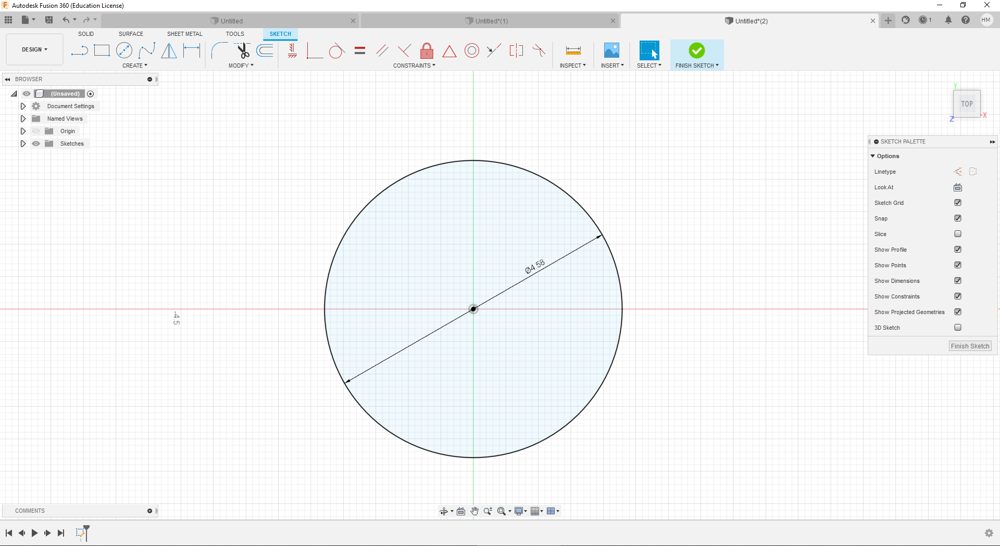 Autodesk Fusion 360 (Education License)
Untitled
Untitled*(1)
Untitled*(2)
1
HM
DESIGN
SOLID
SURFACE
SHEET METAL
TOOLS
SKETCH
CREATE
MODIFY
CONSTRAINTS
INSPECT
INSERT
SELECT
FINISH SKETCH
BROWSER
(Unsaved)
Document Settings
Named Views
Origin
Sketches
Y
TOP
X
Z
SKETCH PALETTE
Options
Linetype
Look At
Sketch Grid
Snap
Slice
Show Profile
Show Points
Show Dimensions
Show Constraints
Show Projected Geometries
3D Sketch
Finish Sketch
Ø4.58
-4.5
COMMENTS